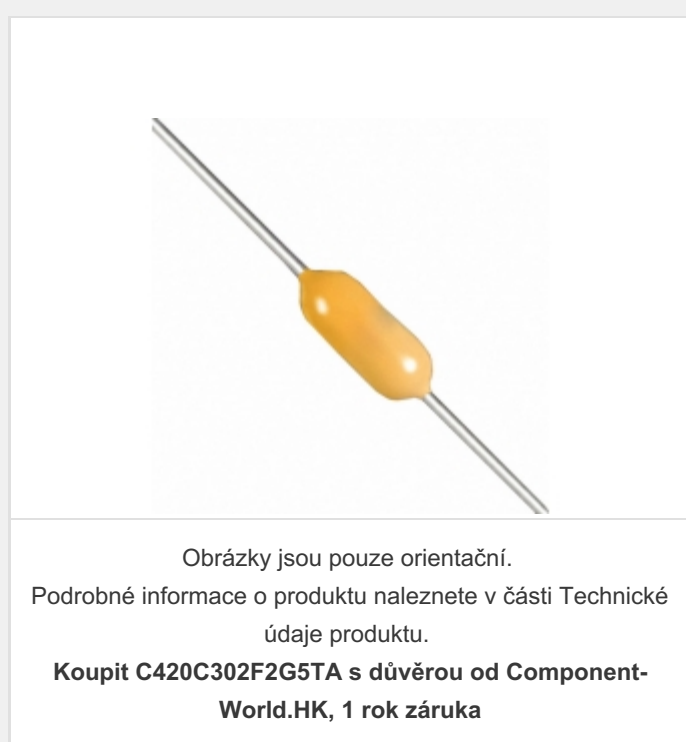 Obrázky jsou pouze orientační.
Podrobné informace o produktu naleznete v části Technické
údaje produktu.
Koupit C420C302F2G5TA s důvěrou od Component-
World.HK, 1 rok záruka